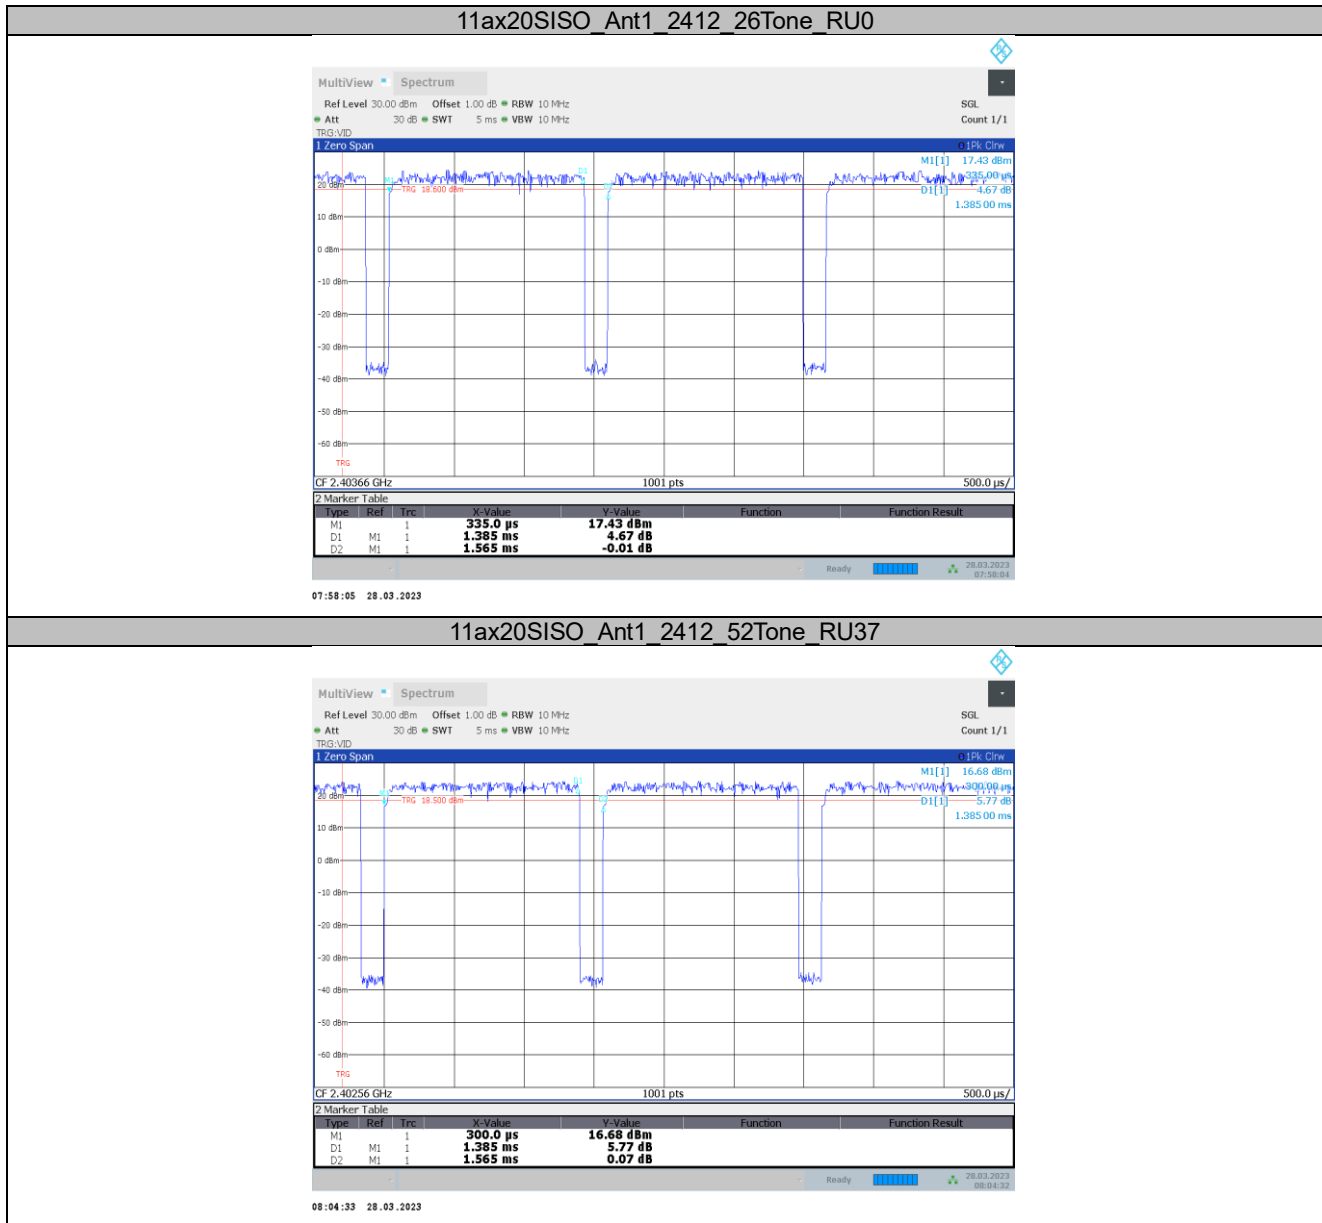 11ax20SISO_Ant1_2412_26Tone_RU0
MultiView Spectrum
Ref Level 30.00 dBm Offset 1.00 dB RBW 10 MHz SGL
Att 30 dB SWT 5 ms VBW 10 MHz Count 1/1
TRG:VID
1 Zero Span 1Pk Clrw
M1[1] 17.43 dBm
335.00 µs
D1[1] 4.67 dB
1.38500 ms
M1
D1
20 dBm
TRG 18.600 dBm
10 dBm
0 dBm
-10 dBm
-20 dBm
-30 dBm
-40 dBm
-50 dBm
-60 dBm
TRG
CF 2.40366 GHz 1001 pts 500.0 µs/
2 Marker Table
Type Ref Trc X-Value Y-Value Function Function Result
M1 1 335.0 µs 17.43 dBm
D1 M1 1 1.385 ms 4.67 dB
D2 M1 1 1.565 ms -0.01 dB
Ready 28.03.2023
07:58:04
07:58:05 28.03.2023
11ax20SISO_Ant1_2412_52Tone_RU37
MultiView Spectrum
Ref Level 30.00 dBm Offset 1.00 dB RBW 10 MHz SGL
Att 30 dB SWT 5 ms VBW 10 MHz Count 1/1
TRG:VID
1 Zero Span 1Pk Clrw
M1[1] 16.68 dBm
300.00 µs
D1[1] 5.77 dB
1.38500 ms
D1
20 dBm
TRG 18.500 dBm
10 dBm
0 dBm
-10 dBm
-20 dBm
-30 dBm
-40 dBm
-50 dBm
-60 dBm
TRG
CF 2.40256 GHz 1001 pts 500.0 µs/
2 Marker Table
Type Ref Trc X-Value Y-Value Function Function Result
M1 1 300.0 µs 16.68 dBm
D1 M1 1 1.385 ms 5.77 dB
D2 M1 1 1.565 ms 0.07 dB
Ready 28.03.2023
08:04:32
08:04:33 28.03.2023